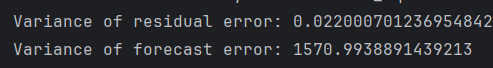 Variance of residual error: 0.022000701236954842
Variance of forecast error: 1570.9938891439213